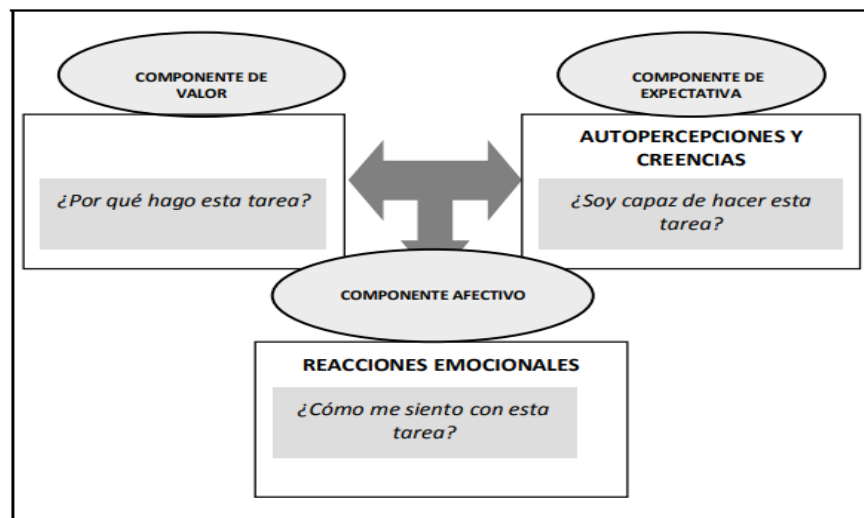 COMPONENTE DE
VALOR
¿Por qué hago esta tarea?
COMPONENTE DE
EXPECTATIVA
AUTOPERCEPCIONES Y
CREENCIAS
¿Soy capaz de hacer esta
tarea?
COMPONENTE AFECTIVO
REACCIONES EMOCIONALES
¿Cómo me siento con esta
tarea?